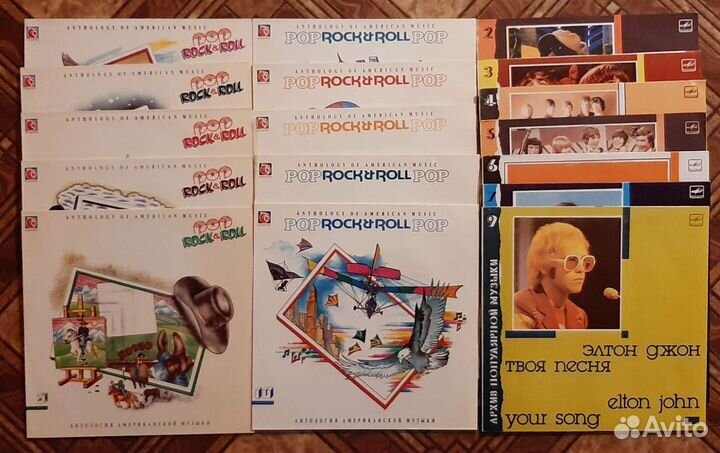 ANTHOLOGY OF AMERICAN MUSIC
POP
ROCK & ROLL
ANTHOLOGY OF AMERICAN MUSIC
POP
ROCK & ROLL
ANTHOLOGY OF AMERICAN MUSIC
POP
ROCK & ROLL
ANTHOLOGY OF AMERICAN MUSIC
POP
ROCK & ROLL
ANTHOLOGY OF AMERICAN MUSIC
POP
ROCK & ROLL
RODEO
АНТОЛОГИЯ АМЕРИКАНСКОЙ МУЗЫКИ
ANTHOLOGY OF AMERICAN MUSIC
POP ROCK & ROLL POP
ANTHOLOGY OF AMERICAN MUSIC
POP ROCK & ROLL POP
ANTHOLOGY OF AMERICAN MUSIC
POP ROCK & ROLL POP
ANTHOLOGY OF AMERICAN MUSIC
POP ROCK & ROLL POP
ANTHOLOGY OF AMERICAN MUSIC
POP ROCK & ROLL POP
АНТОЛОГИЯ АМЕРИКАНСКОЙ МУЗЫКИ
2
3
4
5
6
9
АРХИВ ПОПУЛЯРНОЙ МУЗЫКИ
элтон джон
твоя песня
elton john
your song
Avito